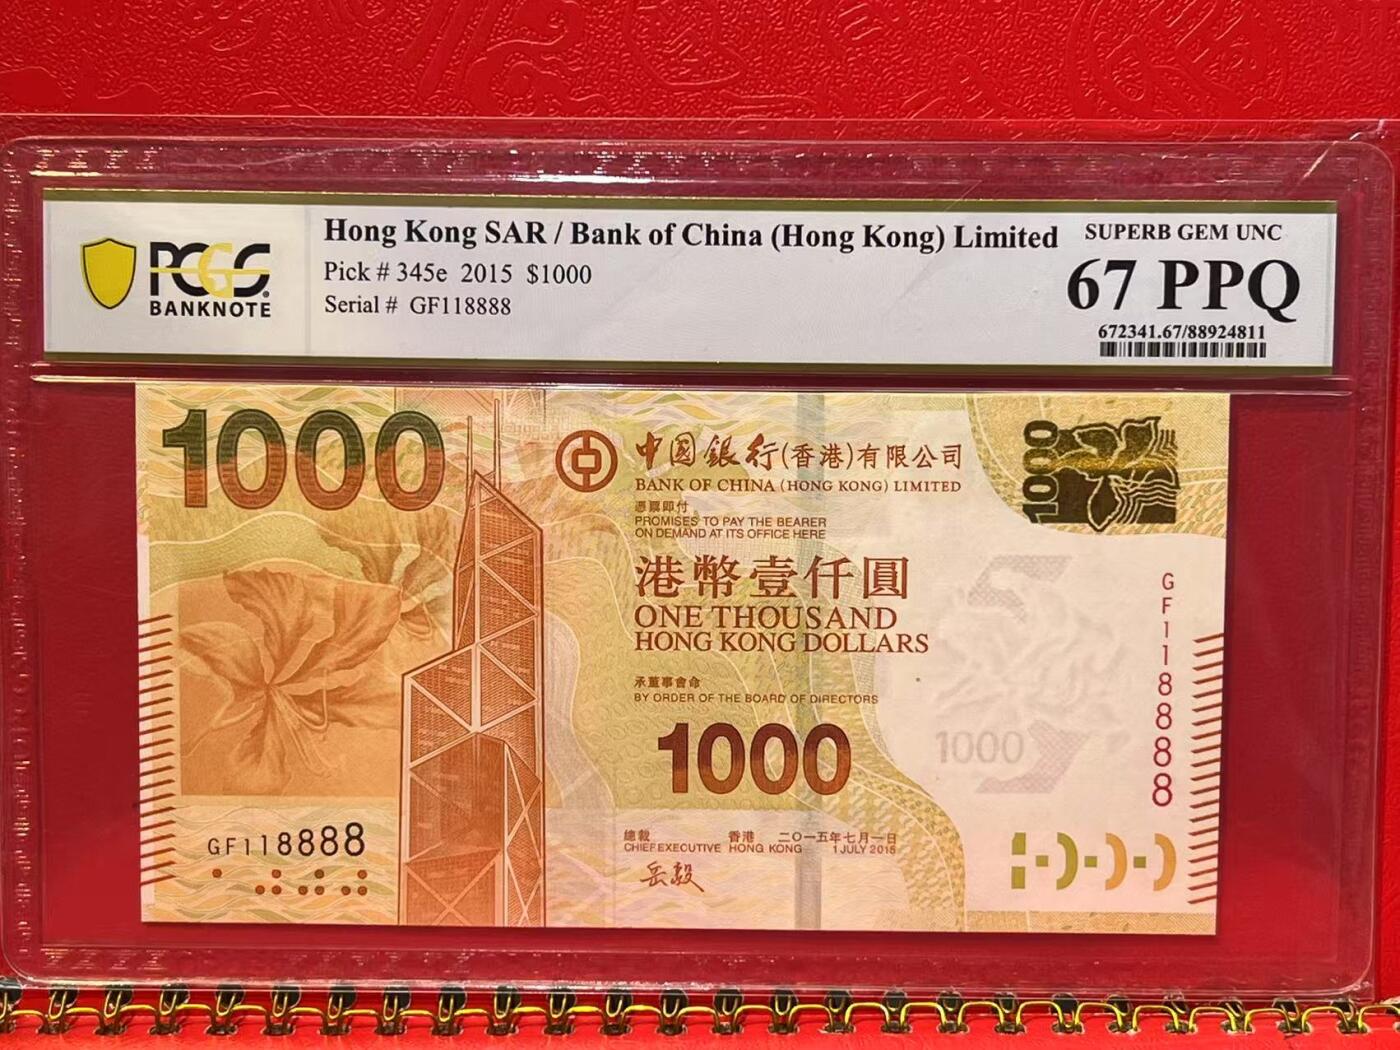 PCGS
BANKNOTE
Hong Kong SAR / Bank of China (Hong Kong) Limited
Pick # 345e 2015 $1000
Serial # GF118888
SUPERB GEM UNC
67 PPQ
672341.67/88924811
1000
中國銀行(香港)有限公司
BANK OF CHINA (HONG KONG) LIMITED
憑票即付
PROMISES TO PAY THE BEARER
ON DEMAND AT ITS OFFICE HERE
港幣壹仟圓
ONE THOUSAND
HONG KONG DOLLARS
承董事會命
BY ORDER OF THE BOARD OF DIRECTORS
1000
總裁
CHIEF EXECUTIVE
香港 二〇一五年七月一日
HONG KONG 1 JULY 2015
岳毅
GF118888
1000
1000
GF118888